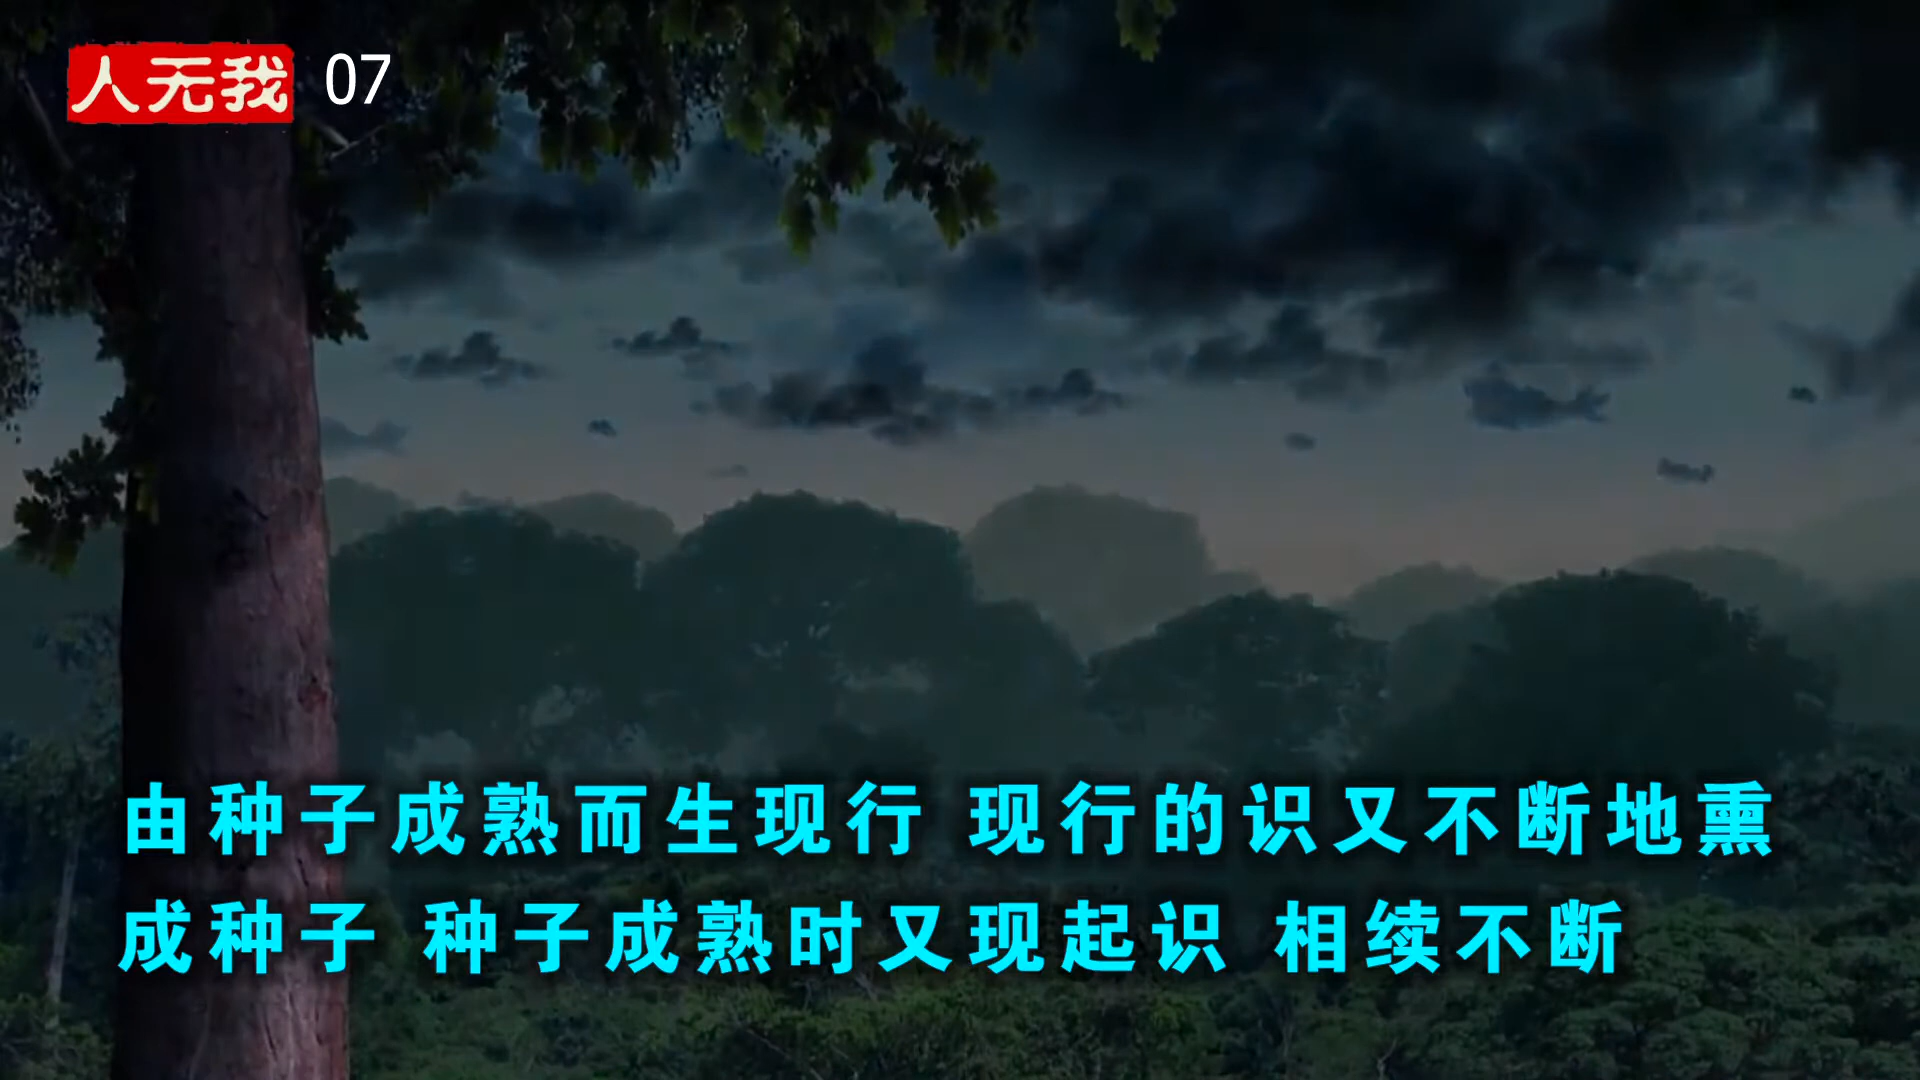 人无我 07
由种子成熟而生现行 现行的识又不断地熏
成种子 种子成熟时又现起识 相续不断